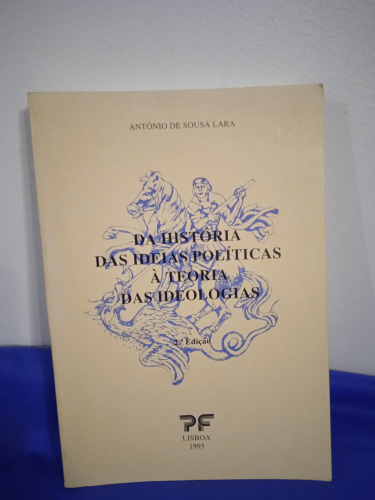 ANTÓNIO DE SOUSA LARA
DA HISTÓRIA
DAS IDEIAS POLÍTICAS
À TEORIA
DAS IDEOLOGIAS
2.ª Edição
PF
LISBOA
1995